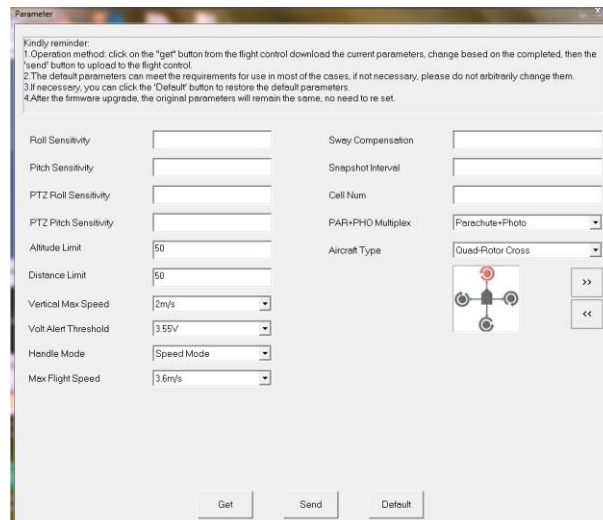 Parameter
Kindly reminder:
1.Operation method: click on the "get" button from the flight control download the current parameters, change based on the completed, then the
'send' button to upload to the flight control.
2.The default parameters can meet the requirements for use in most of the cases, if not necessary, please do not arbitrarily change them.
3.If necessary, you can click the 'Default' button to restore the default parameters.
4.After the firmware upgrade, the original parameters will remain the same, no need to re set.
Roll Sensitivity
Pitch Sensitivity
PTZ Roll Sensitivity
PTZ Pitch Sensitivity
Altitude Limit 50
Distance Limit 50
Vertical Max Speed 2m/s
Volt Alert Threshold 3.55V
Handle Mode Speed Mode
Max Flight Speed 3.6m/s
Sway Compensation
Snapshot Interval
Cell Num
PAR+PHO Multiplex Parachute+Photo
Aircraft Type Quad-Rotor Cross
>>
<<
Get Send Default